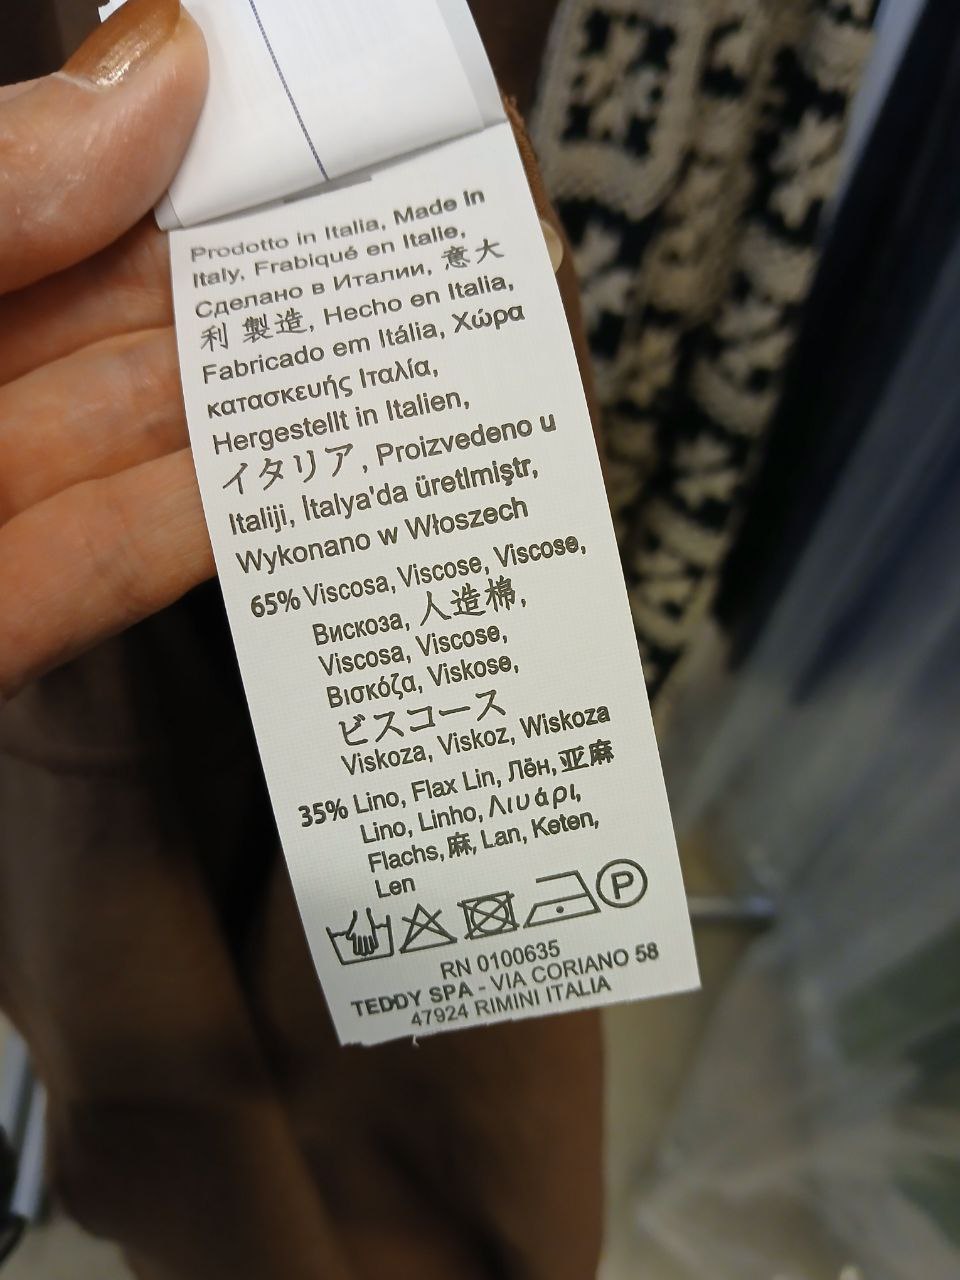 Prodotto in Italia, Made In
Italy, Frabiqué en Italie,
Сделано в Италии, 意大
利 製造, Hecho en Italia,
Fabricado em Itália, Χώρα
κατασκευής Ιταλία,
Hergestellt in Italien,
イタリア, Proizvedeno u
Italiji, İtalya'da üretlmiştr,
Wykonano w Włoszech
65% Viscosa, Viscose, Viscose,
Вискоза, 人造棉,
Viscosa, Viscose,
Βισκόζα, Viskose,
ビスコース
Viskoza, Viskoz, Wiskoza
35% Lino, Flax Lin, Лён, 亚麻
Lino, Linho, Λιυάρι,
Flachs, 麻, Lan, Keten,
Len
P
RN 0100635
TEDDY SPA - VIA CORIANO 58
47924 RIMINI ITALIA